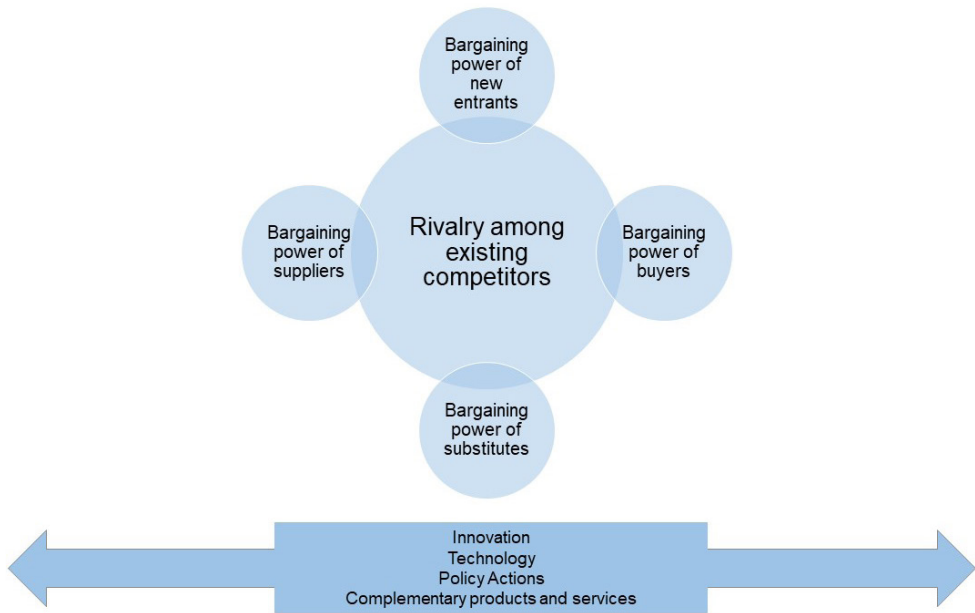 Bargaining
power of
new
entrants
Bargaining
power of
suppliers
Rivalry among
existing
competitors
Bargaining
power of
buyers
Bargaining
power of
substitutes
Innovation
Technology
Policy Actions
Complementary products and services